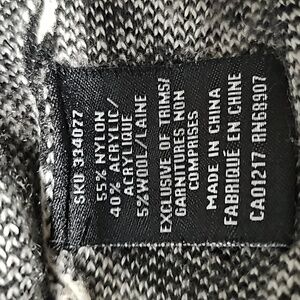 SKU 334077
55% NYLON
40% ACRYLIC/
ACRYLIQUE
5%WOOL/LAINE
EXCLUSIVE OF TRIMS/
GARNITURES NON
COMPRISES
MADE IN CHINA
FABRIQUÉ EN CHINE
CA01217 RN68907